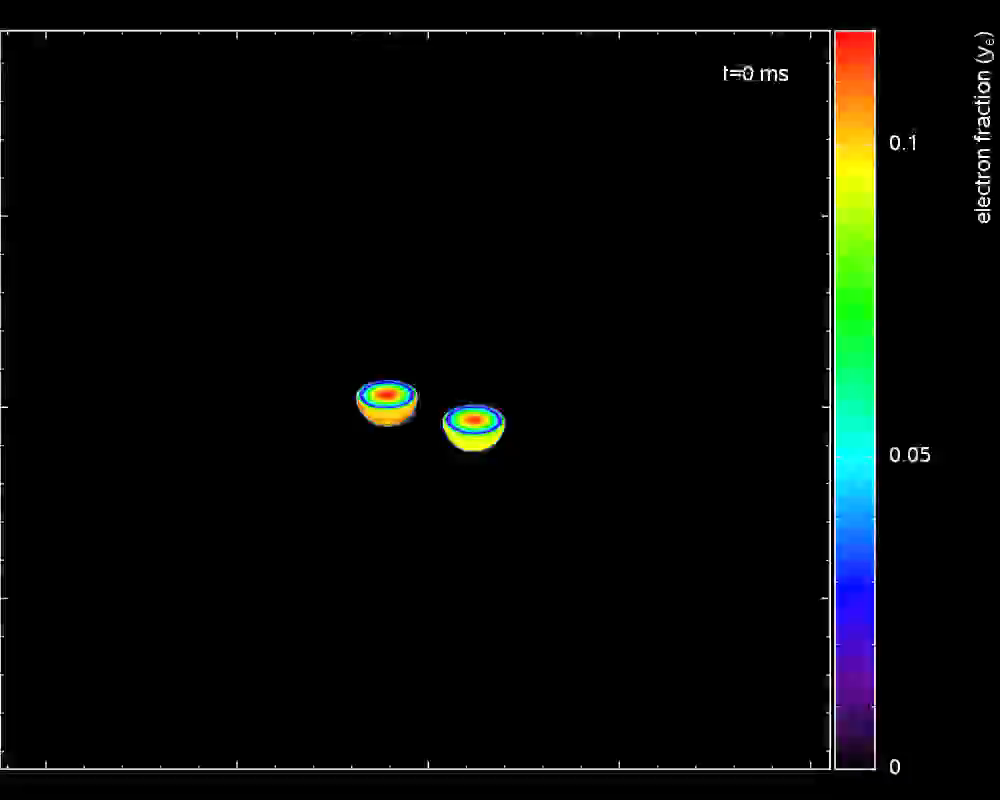 t=0 ms
electron fraction (yₑ)
0.1
0.05
0